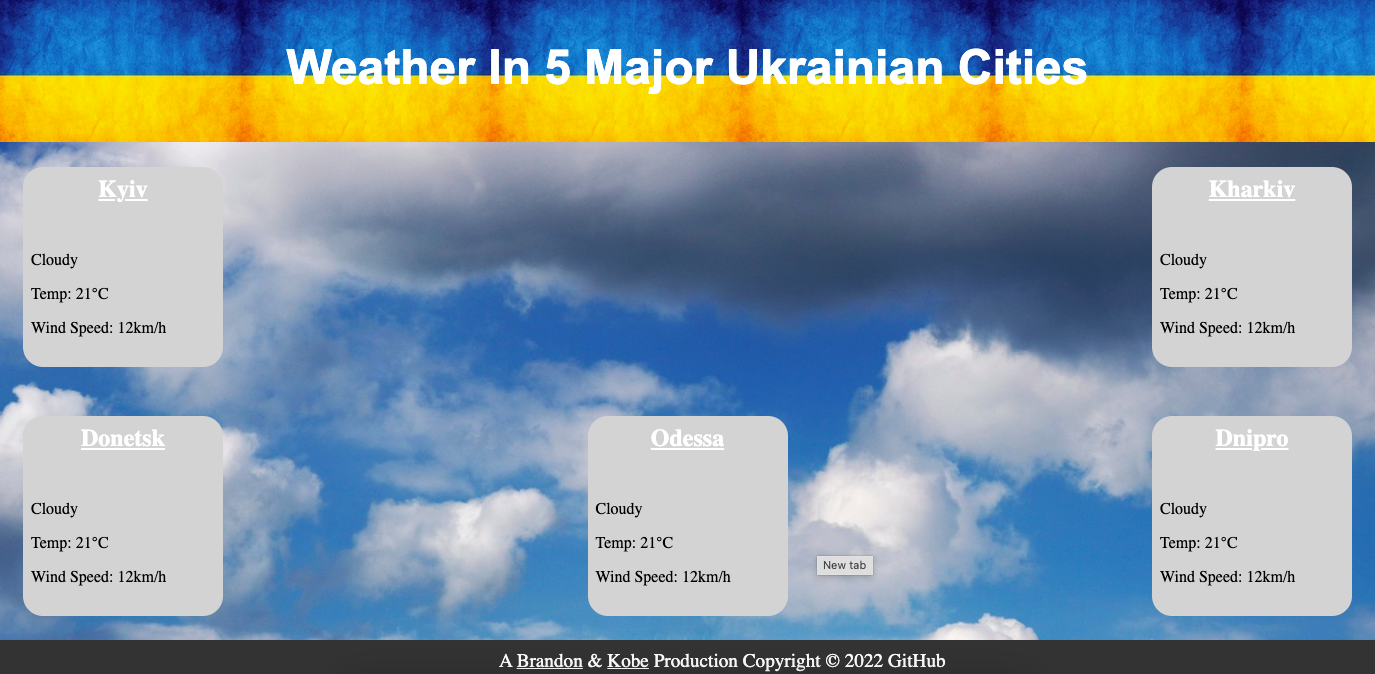 Weather In 5 Major Ukrainian Cities
Kyiv
Cloudy
Temp: 21°C
Wind Speed: 12km/h
Kharkiv
Cloudy
Temp: 21°C
Wind Speed: 12km/h
Donetsk
Cloudy
Temp: 21°C
Wind Speed: 12km/h
Odessa
Cloudy
Temp: 21°C
Wind Speed: 12km/h
New tab
Dnipro
Cloudy
Temp: 21°C
Wind Speed: 12km/h
A Brandon & Kobe Production Copyright © 2022 GitHub